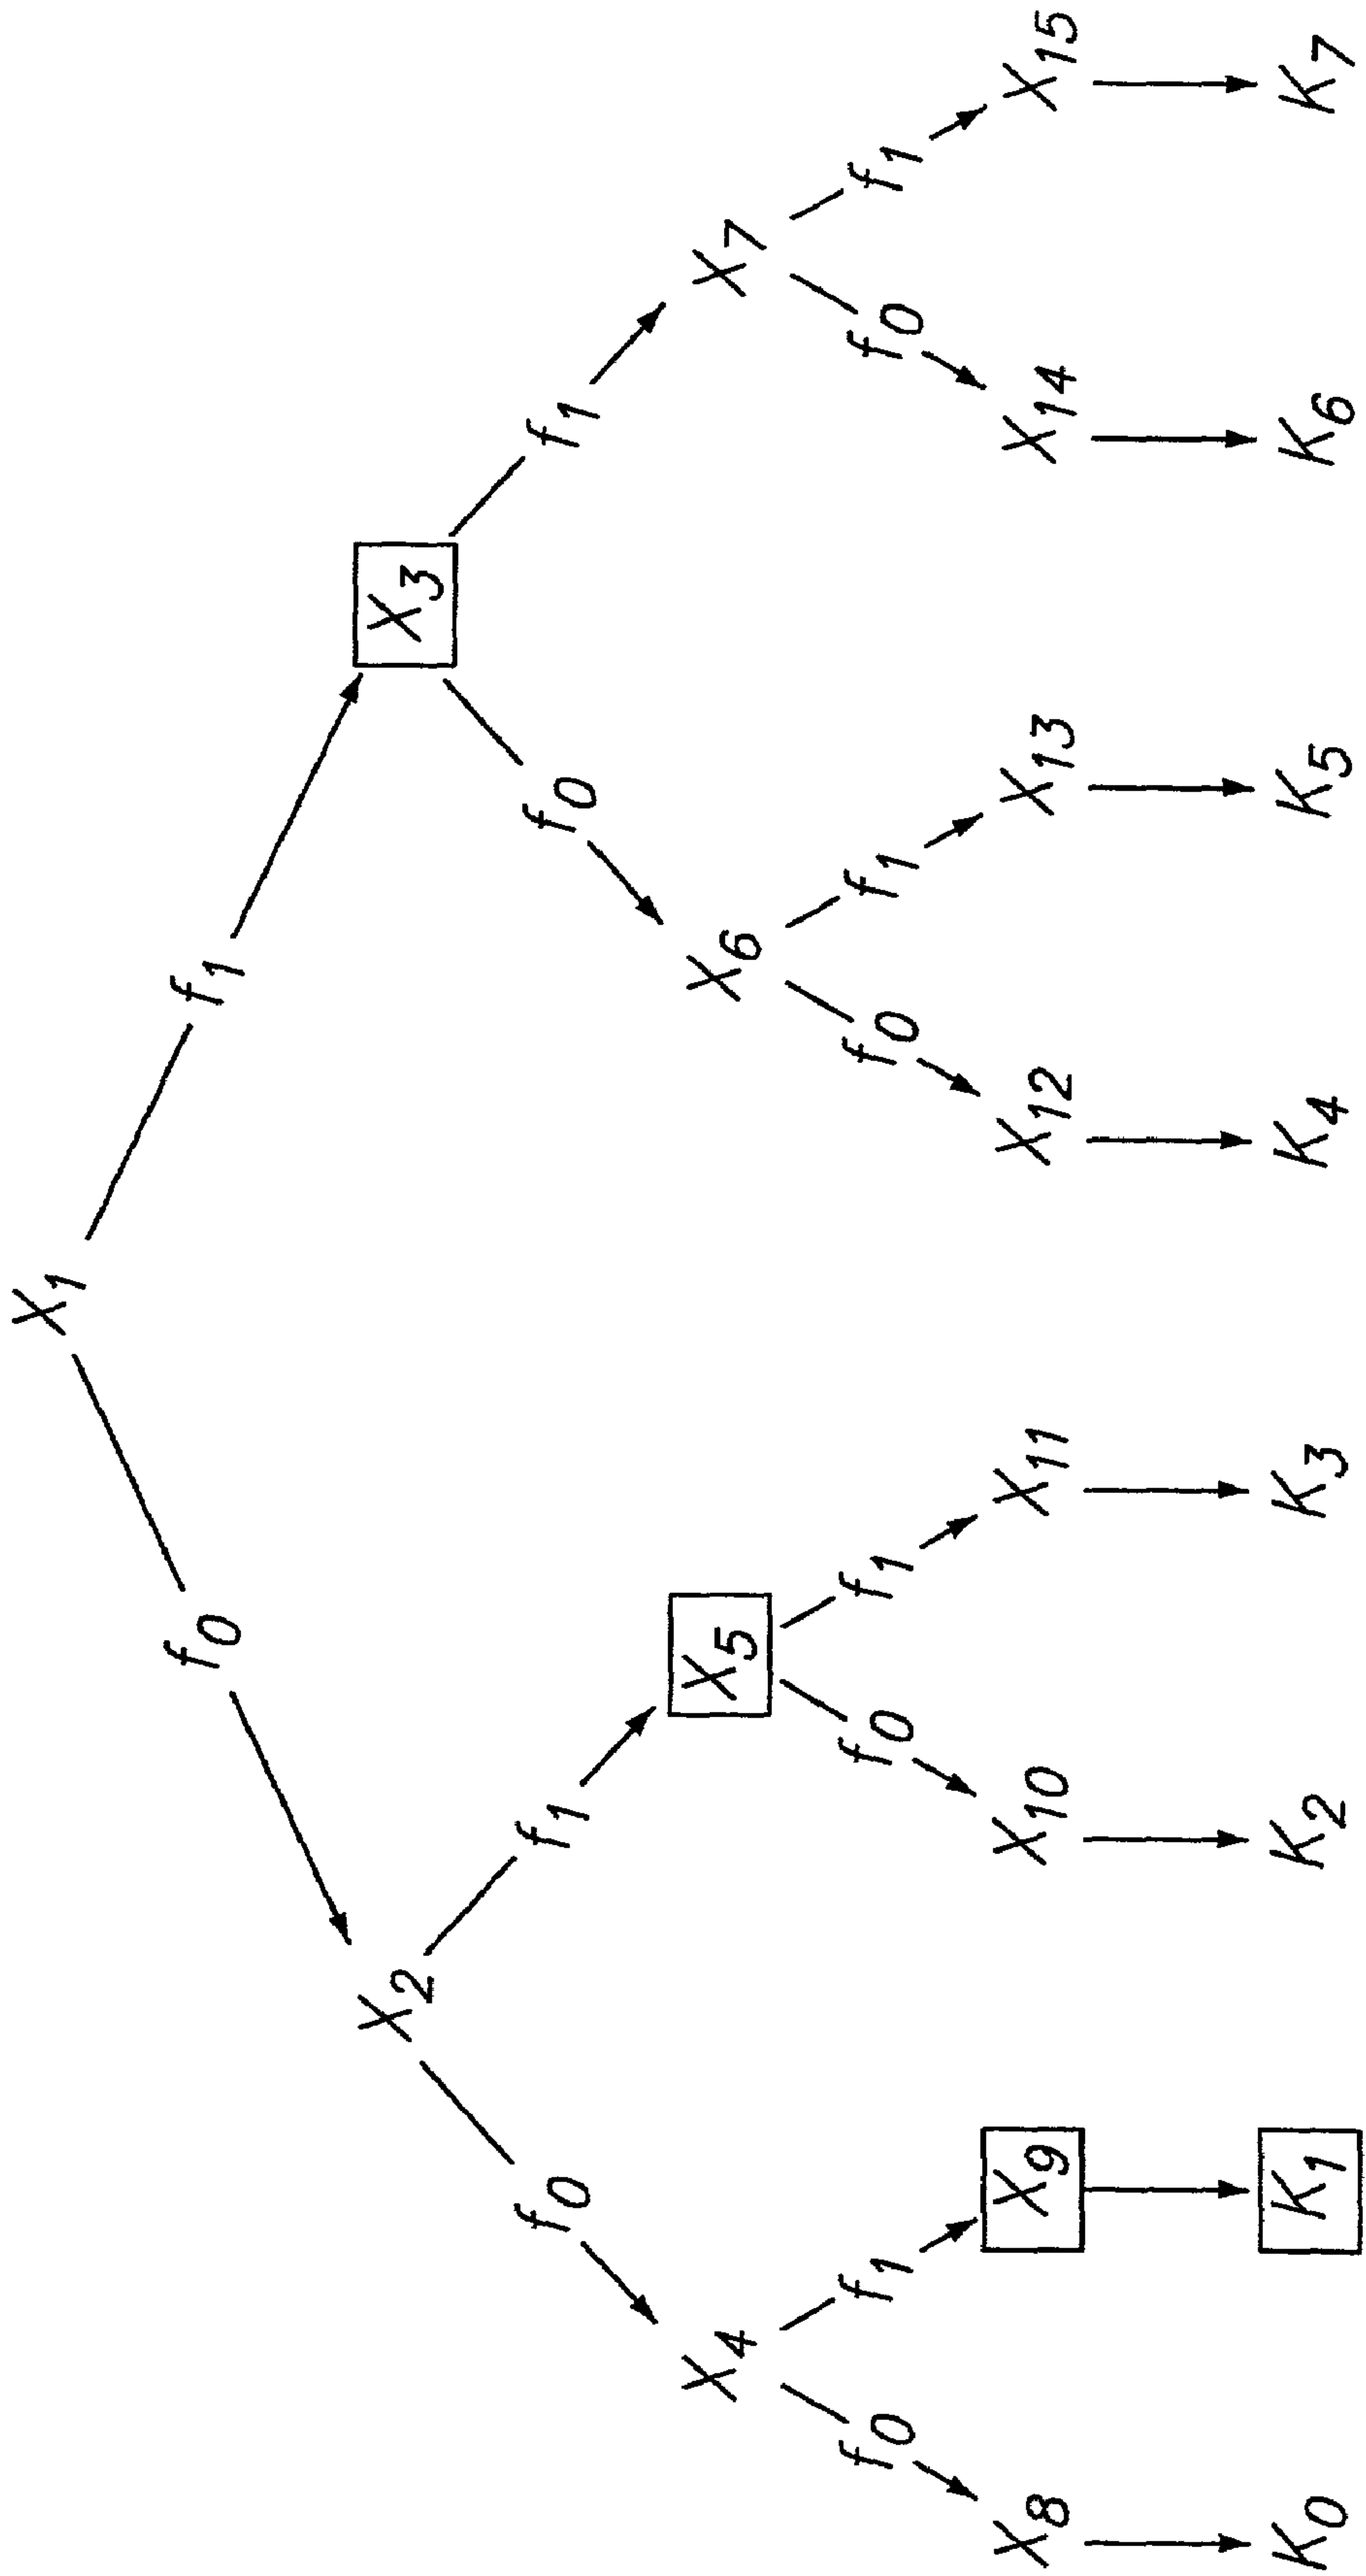 X1
f0 f1
X2 X3
f0 f1 f0 f1
X4 X5 X6 X7
f0 f1 f0 f1 f0 f1 f0 f1
X8 X9 X10 X11 X12 X13 X14 X15
K0 K1 K2 K3 K4 K5 K6 K7